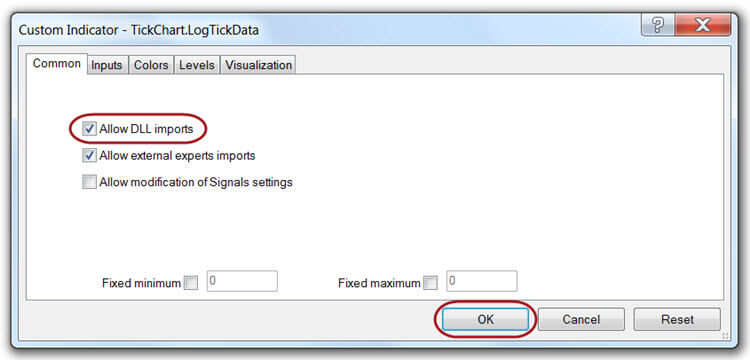 Custom Indicator - TickChart.LogTickData
Common Inputs Colors Levels Visualization
Allow DLL imports
Allow external experts imports
Allow modification of Signals settings
Fixed minimum 0 Fixed maximum 0
OK Cancel Reset